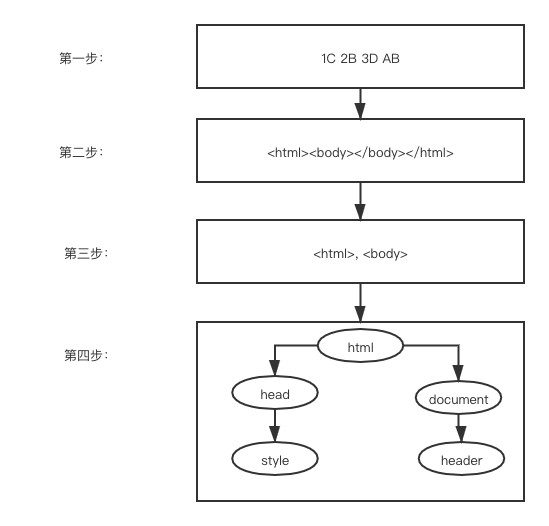 第一步：
1C 2B 3D AB
第二步：
<html><body></body></html>
第三步：
<html>, <body>
第四步：
html
head
document
style
header